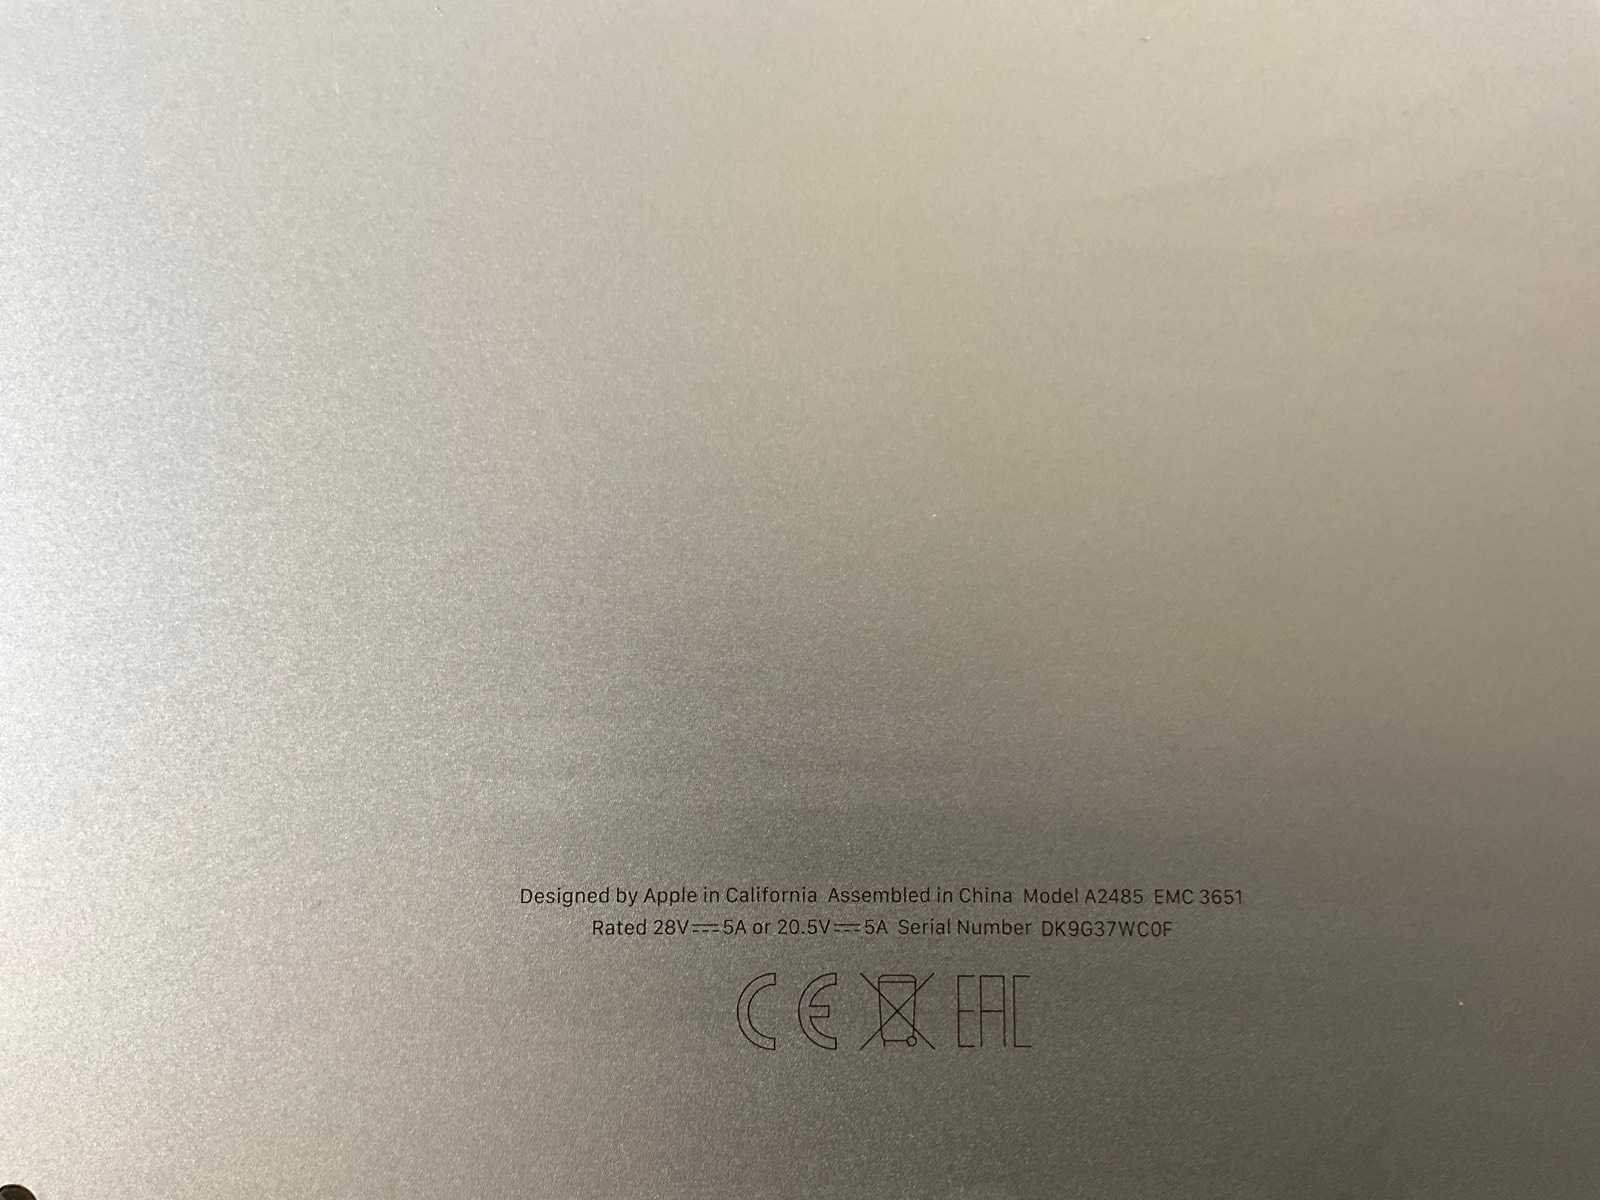 Designed by Apple in California Assembled in China Model A2485 EMC 3651
Rated 28V⎓5A or 20.5V⎓5A Serial Number DK9G37WC0F
CE EAC